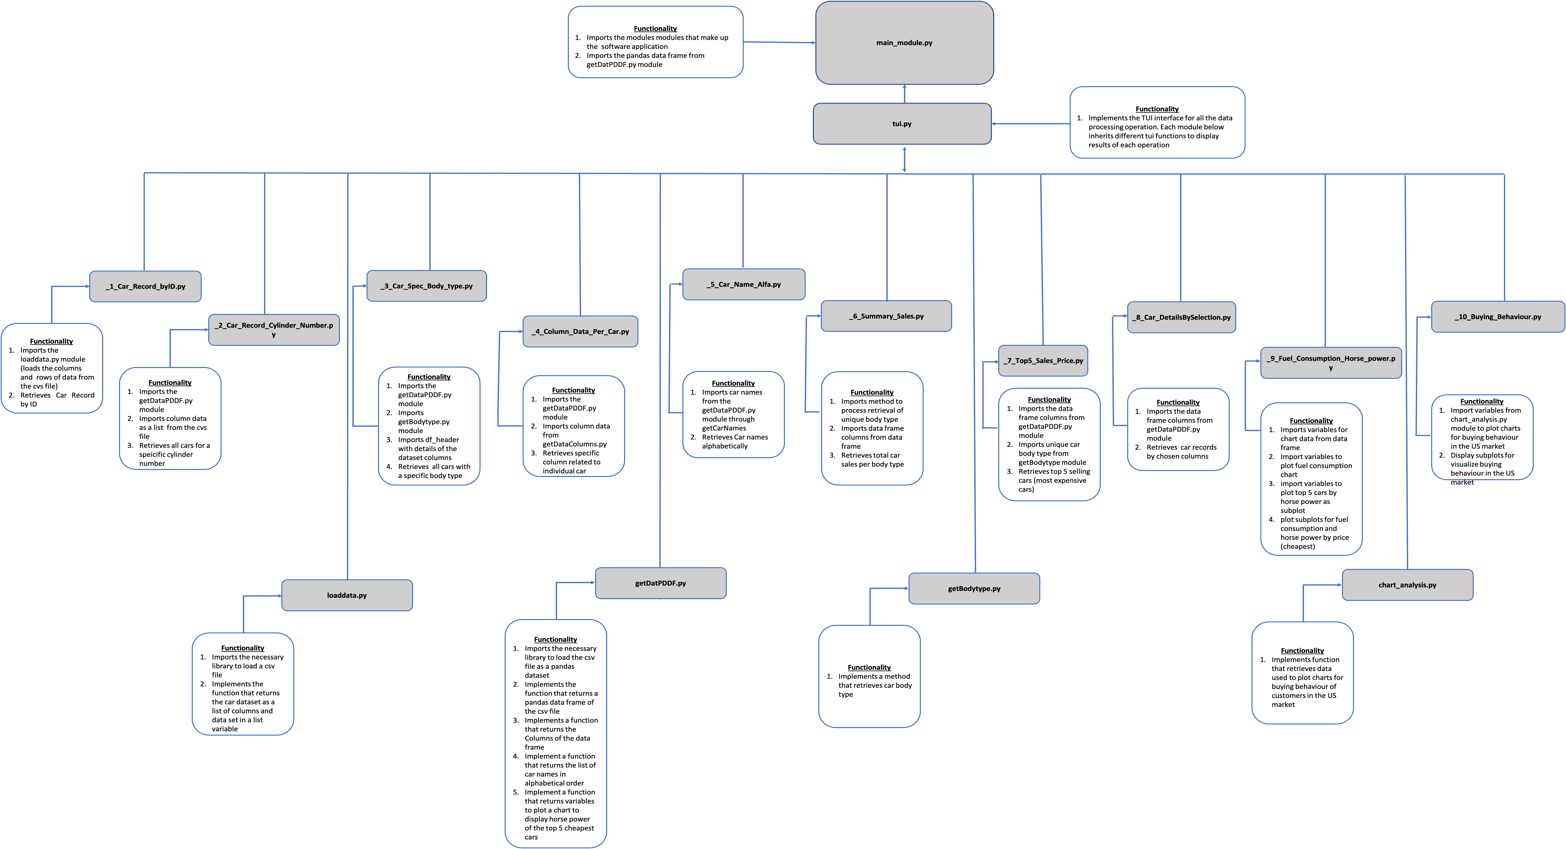 Functionality
1. Imports the modules modules that make up
the software application
2. Imports the pandas data frame from
getDatPDDF.py module
main_module.py
tui.py
Functionality
1. Implements the TUI interface for all the data
processing operation. Each module below
inherits different tui functions to display
results of each operation
_1_Car_Record_byID.py
Functionality
1. Imports the
loaddata.py module
(loads the columns
and rows of data from
the cvs file)
2. Retrieves Car Record
by ID
_2_Car_Record_Cylinder_Number.p
y
Functionality
1. Imports the
getDataPDDF.py
module
2. Imports column data
as a list from the cvs
file
3. Retrieves all cars for a
speicific cylinder
number
_3_Car_Spec_Body_type.py
Functionality
1. Imports the
getDataPDDF.py
module
2. Imports
getBodytype.py
module
3. Imports df_header
with details of the
dataset columns
4. Retrieves all cars with
a specific body type
_4_Column_Data_Per_Car.py
Functionality
1. Imports the
getDataPDDF.py
module
2. Imports column
data from
getDataColumns.py
3. Retrieves specific
column related to
individual car
_5_Car_Name_Alfa.py
Functionality
1. Imports car names
from the
getDataPDDF.py
module through
getCarNames
2. Retrieves Car names
alphabetically
_6_Summary_Sales.py
Functionality
1. Imports method to
process retrieval of
unique body type
2. Imports data frame
columns from data
frame
3. Retrieves total car
sales per body type
_7_Top5_Sales_Price.py
Functionality
1. Imports the data
frame columns from
getDataPDDF.py
module
2. Imports unique car
body type from
getBodytype module
3. Retrieves top 5 selling
cars (most expensive
cars)
_8_Car_DetailsBySelection.py
Functionality
1. Imports the data
frame columns from
getDataPDDF.py
module
2. Retrieves car records
by chosen columns
_9_Fuel_Consumption_Horse_power.p
y
Functionality
1. Imports variables for
chart data from data
frame
2. Import variables to
plot fuel consumption
chart
3. import variables to
plot top 5 cars by
horse power as
subplot
4. plot subplots for fuel
consumption and
horse power by price
(cheapest)
_10_Buying_Behaviour.py
Functionality
1. Import variables from
chart_analysis.py
module to plot charts
for buying behaviour
in the US market
2. Display subplots for
visualize buying
behaviour in the US
market
loaddata.py
Functionality
1. Imports the necessary
library to load a csv
file
2. Implements the
function that returns
the car dataset as a
list of columns and
data set in a list
variable
getDatPDDF.py
Functionality
1. Imports the necessary
library to load the csv
file as a pandas
dataset
2. Implements the
function that returns a
pandas data frame of
the csv file
3. Implements a function
that returns the
Columns of the data
frame
4. Implement a function
that returns the list of
car names in
alphabetical order
5. Implement a function
that returns variables
to plot a chart to
display horse power
of the top 5 cheapest
cars
getBodytype.py
Functionality
1. Implements a method
that retrieves car body
type
chart_analysis.py
Functionality
1. Implements function
that retrieves data
used to plot charts for
buying behaviour of
customers in the US
market